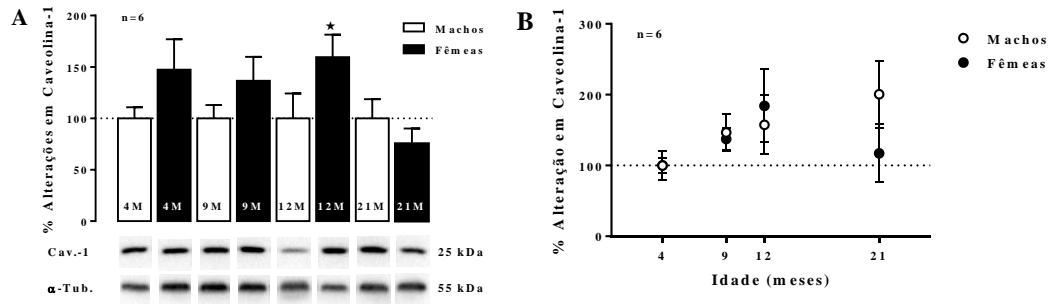 A
% Alterações em Caveolina-1
200
150
100
50
0
n=6
★
Machos
Fêmeas
4M 4M 9M 9M 12M 12M 21M 21M
Cav.-1 25 kDa
α-Tub. 55 kDa
B
% Alteração em Caveolina-1
300
200
100
0
n=6
Machos
Fêmeas
4 9 12 21
Idade (meses)